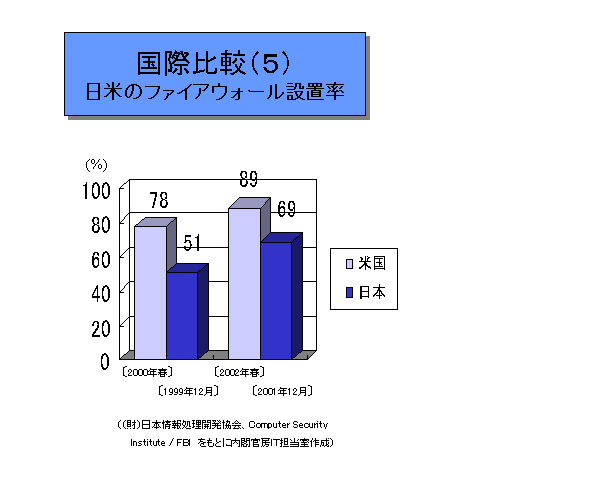 国際比較(5)
日米のファイアウォール設置率
(%)
100
80
60
40
20
0
78
51
89
69
米国
日本
〔2000年春〕
〔2002年春〕
〔1999年12月〕
〔2001年12月〕
((財)日本情報処理開発協会、Computer Security
Institute / FBI をもとに内閣官房IT担当室作成)